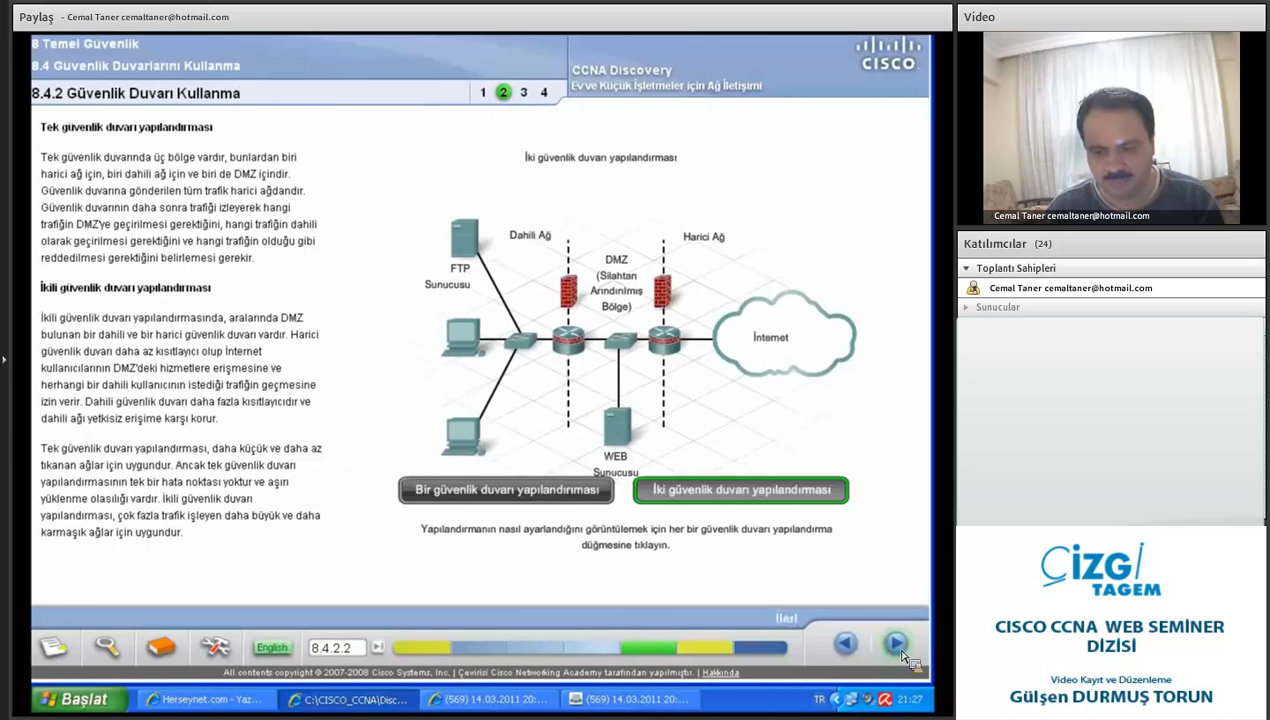 Paylaş - Cemal Taner cemaltaner@hotmail.com
8 Temel Güvenlik
8.4 Güvenlik Duvarlarını Kullanma
8.4.2 Güvenlik Duvarı Kullanma
1 2 3 4
CCNA Discovery
Ev ve Küçük İşletmeler için Ağ İletişimi
CISCO
Tek güvenlik duvarı yapılandırması
Tek güvenlik duvarında üç bölge vardır, bunlardan biri
harici ağ için, biri dahili ağ için ve biri de DMZ içindir.
Güvenlik duvarına gönderilen tüm trafik harici ağdandır.
Güvenlik duvarının daha sonra trafiği izleyerek hangi
trafiğin DMZ'ye geçirilmesi gerektiğini, hangi trafiğin dahili
olarak geçirilmesi gerektiğini ve hangi trafiğin olduğu gibi
reddedilmesi gerektiğini belirlemesi gerekir.
İkili güvenlik duvarı yapılandırması
İkili güvenlik duvarı yapılandırmasında, aralarında DMZ
bulunan bir dahili ve bir harici güvenlik duvarı vardır. Harici
güvenlik duvarı daha az kısıtlayıcı olup İnternet
kullanıcılarının DMZ'deki hizmetlere erişmesine ve
herhangi bir dahili kullanıcının istediği trafiğin geçmesine
izin verir. Dahili güvenlik duvarı daha fazla kısıtlayıcıdır ve
dahili ağı yetkisiz erişime karşı korur.
Tek güvenlik duvarı yapılandırması, daha küçük ve daha az
tıkanan ağlar için uygundur. Ancak tek güvenlik duvarı
yapılandırmasının tek bir hata noktası yoktur ve aşırı
yüklenme olasılığı vardır. İkili güvenlik duvarı
yapılandırması, çok fazla trafik işleyen daha büyük ve daha
karmaşık ağlar için uygundur.
İki güvenlik duvarı yapılandırması
Dahili Ağ
Harici Ağ
DMZ
(Silahtan
Arındırılmış
Bölge)
FTP
Sunucusu
İnternet
WEB
Sunucusu
Bir güvenlik duvarı yapılandırıması
İki güvenlik duvarı yapılandırması
Yapılandırmanın nasıl ayarlandığını görüntülemek için her bir güvenlik duvarı yapılandırma
düğmesine tıklayın.
İleri
English
8.4.2.2
All contents copyright © 2007-2008 Cisco Systems, Inc. | Çevirisi Cisco Networking Academy tarafından yapılmıştır. | Hakkında
Başlat
Herseynet.com - Yaz...
C:\CISCO_CCNA\Disc...
(569) 14.03.2011 20:...
(569) 14.03.2011 20:...
TR
21:27
Video
Cemal Taner cemaltaner@hotmail.com
Katılımcılar (24)
Toplantı Sahipleri
Cemal Taner cemaltaner@hotmail.com
Sunucular
ÇİZGİ
TAGEM
CISCO CCNA WEB SEMİNER
DİZİSİ
Video Kayıt ve Düzenleme
Gülşen DURMUŞ TORUN